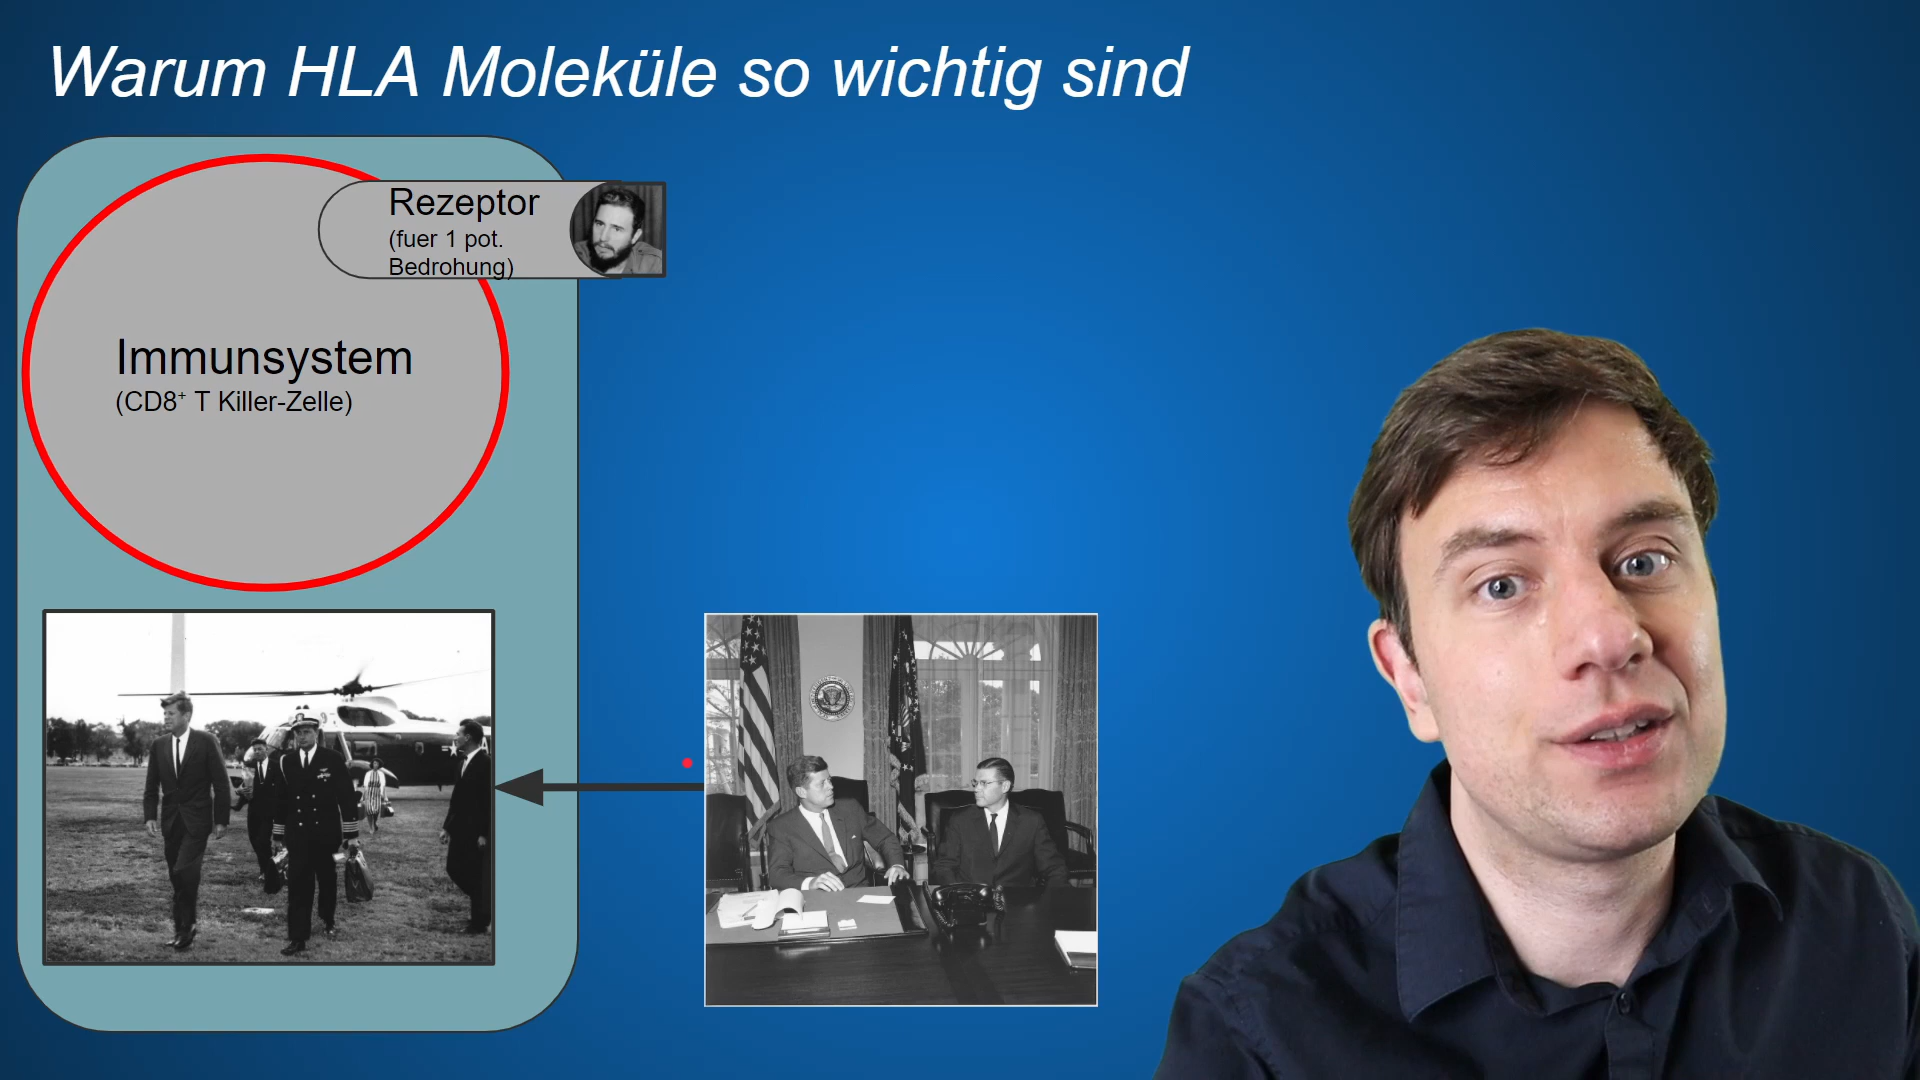 Warum HLA Moleküle so wichtig sind
Rezeptor
(fuer 1 pot.
Bedrohung)
Immunsystem
(CD8⁺ T Killer-Zelle)